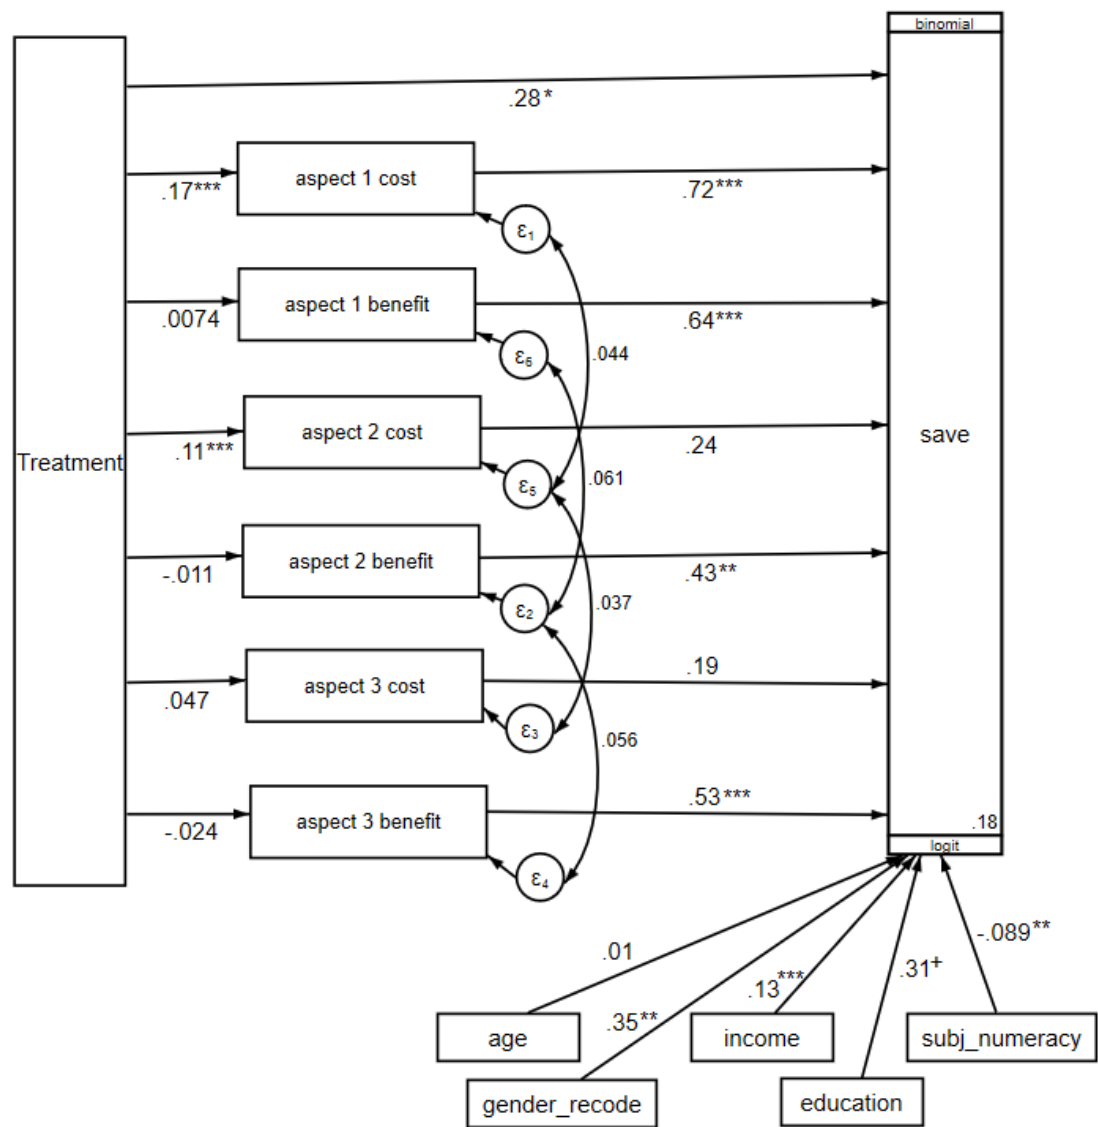 binomial
.28*
.17***
aspect 1 cost
.72***
ε1
.0074
aspect 1 benefit
.64***
ε6
.044
Treatment
.11***
aspect 2 cost
.24
save
ε5
.061
-.011
aspect 2 benefit
.43**
ε2
.037
.047
aspect 3 cost
.19
ε3
.056
-.024
aspect 3 benefit
.53***
.18
logit
ε4
.01
.35**
.13***
.31+
-.089**
age
income
subj_numeracy
gender_recode
education